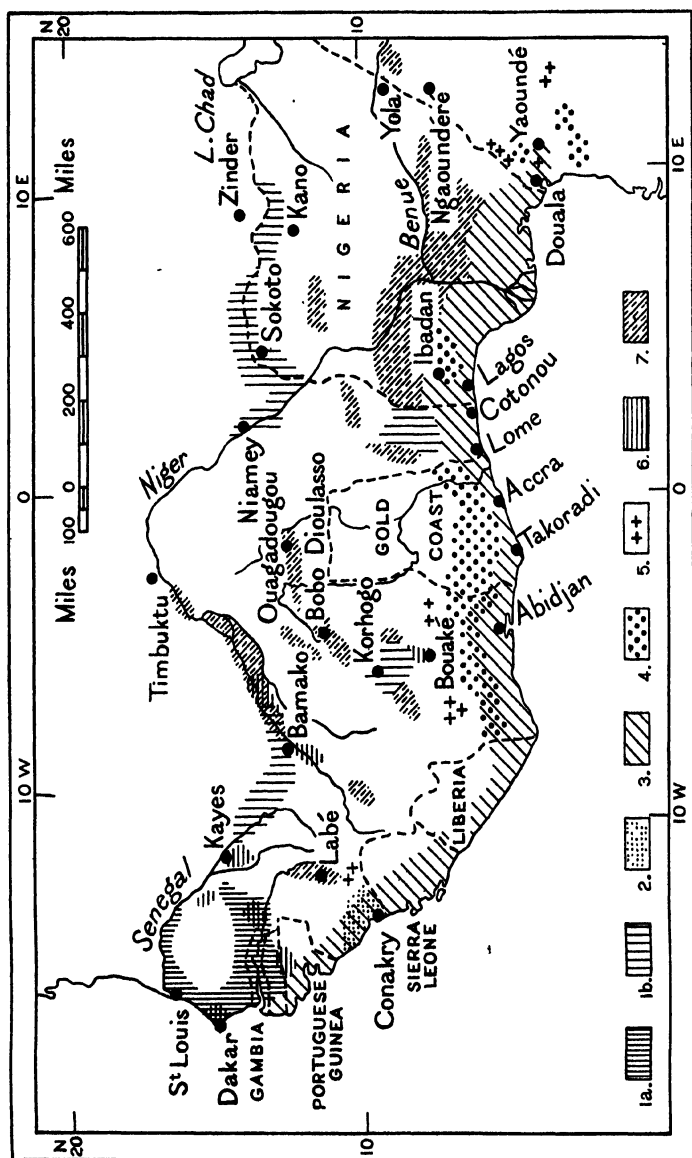 10 W
0
10 E
N
20
N
20
Miles
100 0 200 400 600
Miles
Timbuktu
Niger
Senegal
L. Chad
St Louis
Kayes
Niamey
Zinder
Dakar
Sokoto
Kano
GAMBIA
Bamako
Ouagadougou
Bobo Dioulasso
PORTUGUESE
GUINEA
Labé
NIGERIA
10
10
Korhogo
GOLD
COAST
Yola
Benue
Conakry
SIERRA
LEONE
Bouake
Ibadan
Ngaoundere
LIBERIA
Lagos
Cotonou
Lome
Accra
Takoradi
Abidjan
Yaoundé
Douala
10 W
0
10 E
1a.
1b.
2.
3.
4.
5.
6.
7.